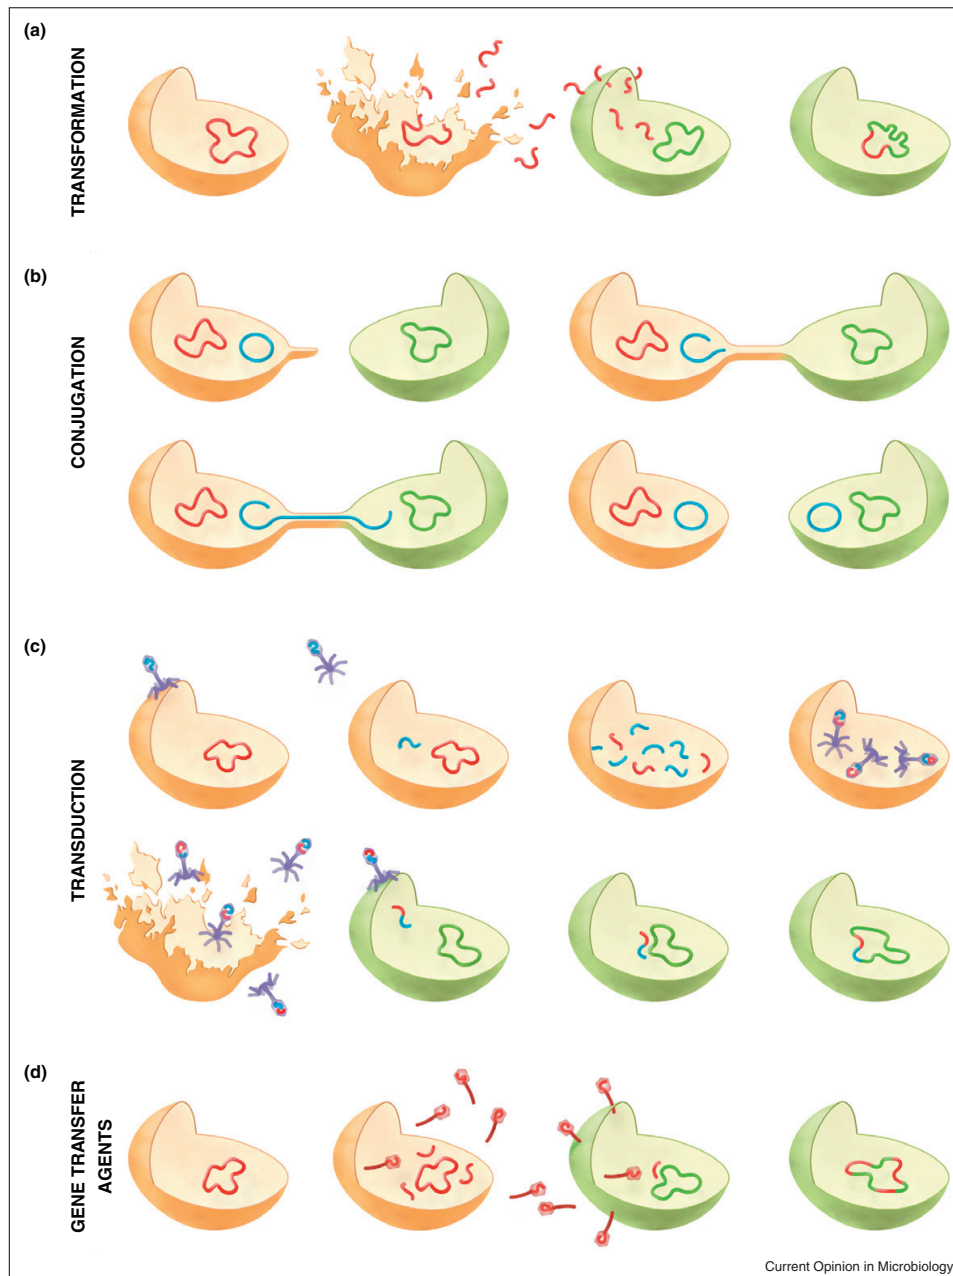 (a)
TRANSFORMATION
(b)
CONJUGATION
(c)
TRANSDUCTION
(d)
GENE TRANSFER
AGENTS
Current Opinion in Microbiology